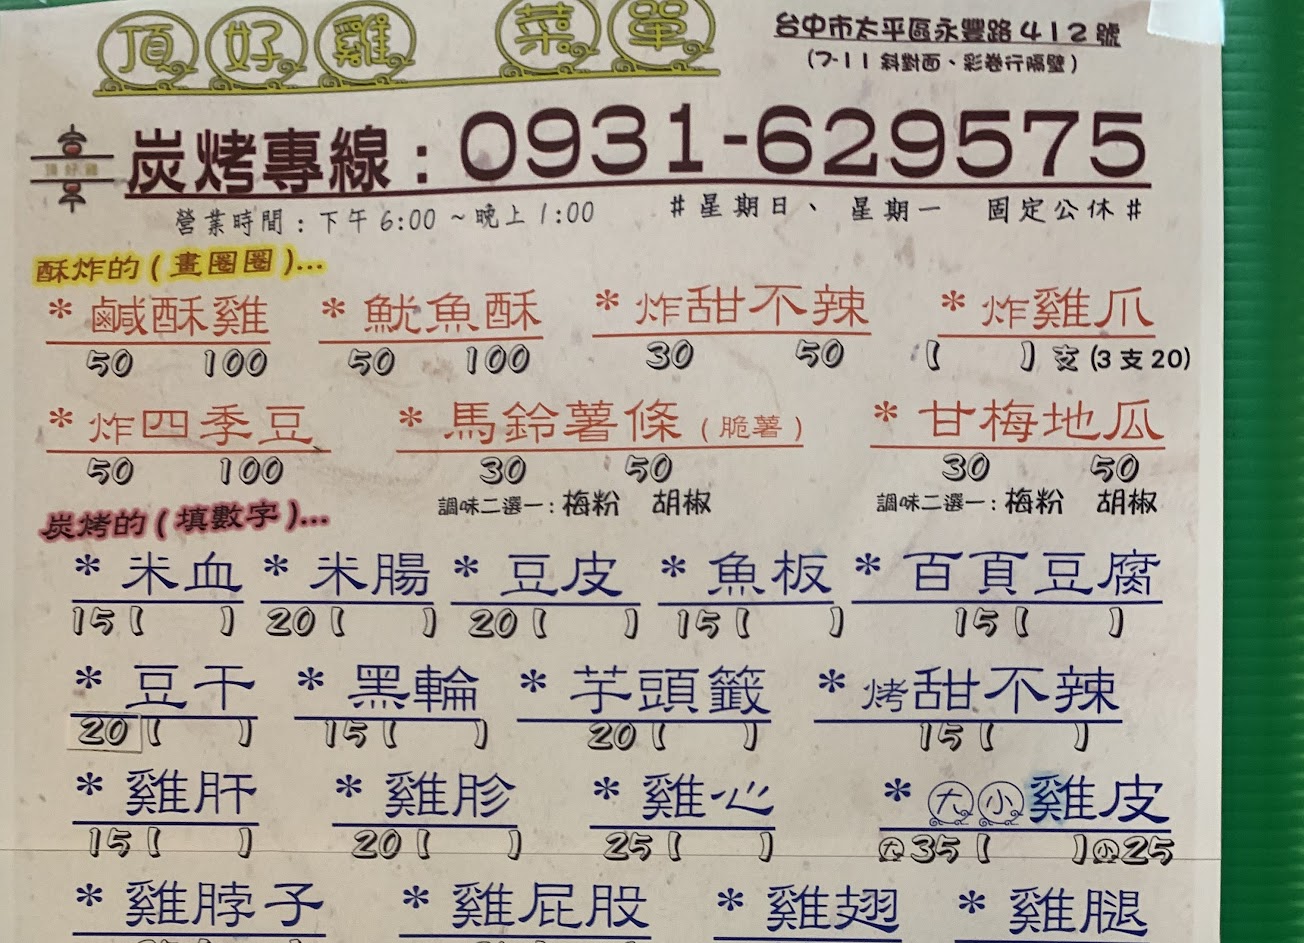 頂好雞 菜單
台中市太平區永豐路412號
(7-11斜對面、彩卷行隔壁)
頂好雞
炭烤專線:0931-629575
營業時間:下午6:00~晚上1:00 #星期日、星期一 固定公休#
酥炸的(畫圈圈)...
*鹹酥雞 *魷魚酥 *炸甜不辣 *炸雞爪
50 100 50 100 30 50 [ ]支(3支20)
*炸四季豆 *馬鈴薯條(脆薯) *甘梅地瓜
50 100 30 50 30 50
調味二選一:梅粉 胡椒 調味二選一:梅粉 胡椒
炭烤的(填數字)...
*米血 *米腸 *豆皮 *魚板 *百頁豆腐
15[ ] 20[ ] 20[ ] 15[ ] 15[ ]
*豆干 *黑輪 *芋頭籤 *烤甜不辣
20[ ] 15[ ] 20[ ] 15[ ]
*雞肝 *雞胗 *雞心 *大小雞皮
15[ ] 20[ ] 25[ ] 大35[ ]小25
*雞脖子 *雞屁股 *雞翅 *雞腿